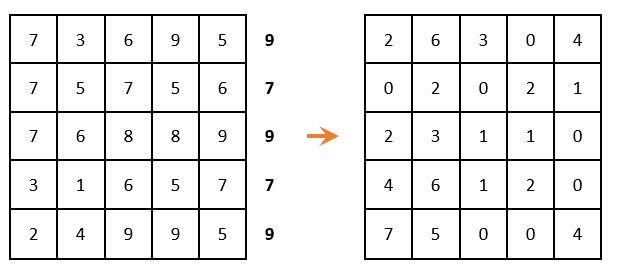 7 3 6 9 5 9 2 6 3 0 4
7 5 7 5 6 7 0 2 0 2 1
7 6 8 8 9 9 2 3 1 1 0
3 1 6 5 7 7 4 6 1 2 0
2 4 9 9 5 9 7 5 0 0 4